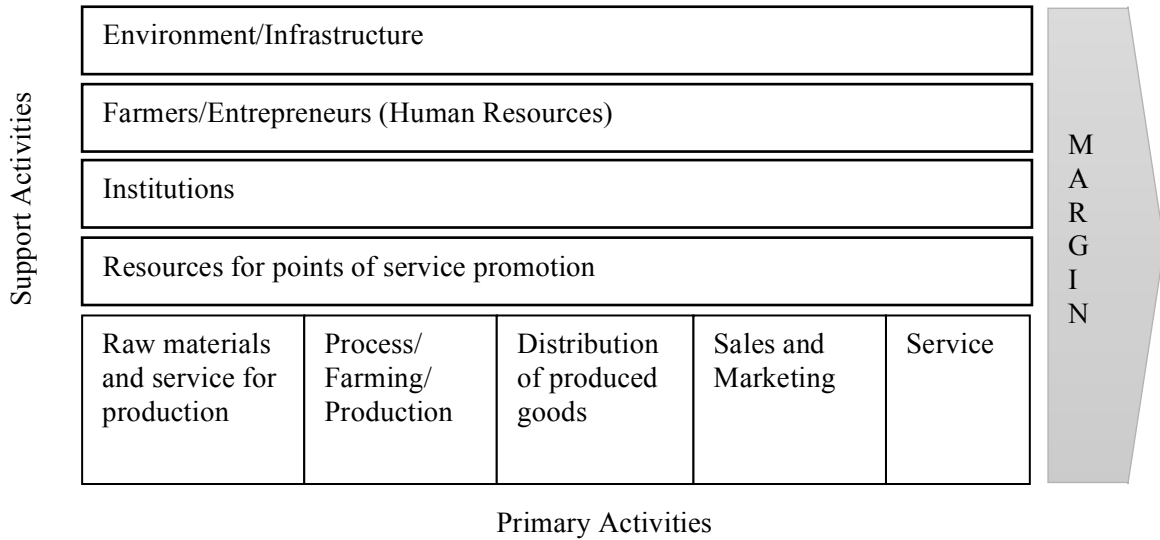 Support Activities
Environment/Infrastructure
Farmers/Entrepreneurs (Human Resources)
Institutions
Resources for points of service promotion
Raw materials
and service for
production
Process/
Farming/
Production
Distribution
of produced
goods
Sales and
Marketing
Service
Primary Activities
M
A
R
G
I
N